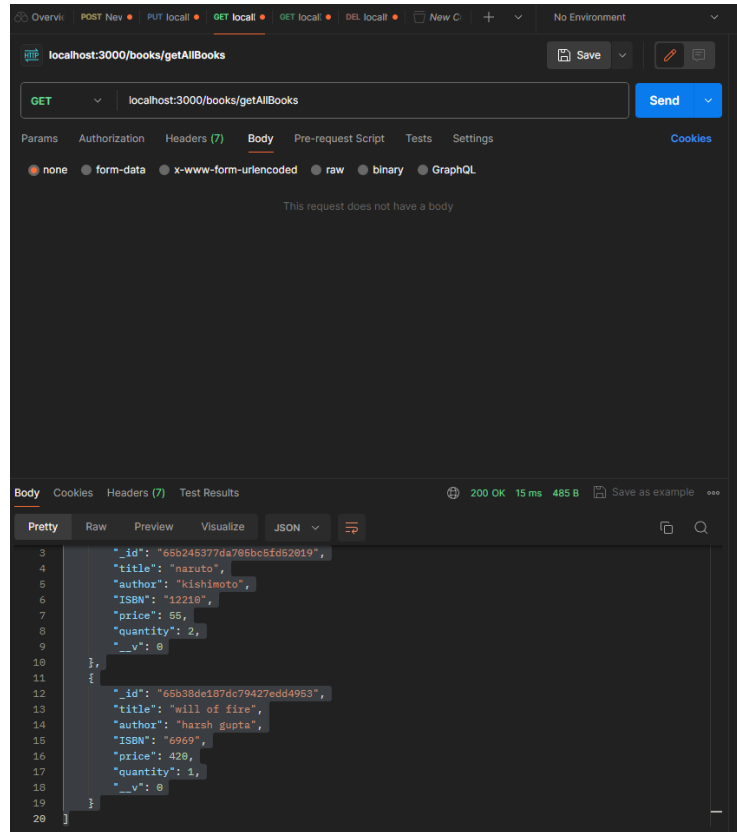 Overvi POST Nev PUT locall GET locall GET locall DEL locall New C No Environment
HTTP localhost:3000/books/getAllBooks Save
GET localhost:3000/books/getAllBooks Send
Params Authorization Headers (7) Body Pre-request Script Tests Settings Cookies
none form-data x-www-form-urlencoded raw binary GraphQL
This request does not have a body
Body Cookies Headers (7) Test Results 200 OK 15 ms 485 B Save as example
Pretty Raw Preview Visualize JSON
3 "_id": "65b245377da705bc5fd52019",
4 "title": "naruto",
5 "author": "kishimoto",
6 "ISBN": "12210",
7 "price": 55,
8 "quantity": 2,
9 "__v": 0
10 },
11 {
12 "_id": "65b38de187dc79427edd4953",
13 "title": "will of fire",
14 "author": "harsh gupta",
15 "ISBN": "6969",
16 "price": 420,
17 "quantity": 1,
18 "__v": 0
19 }
20 ]